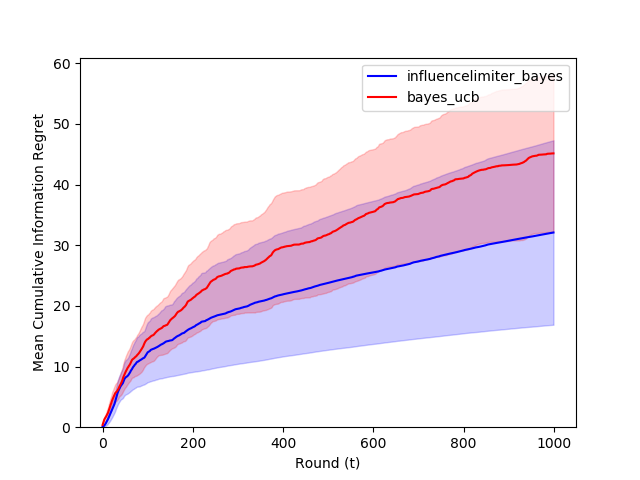 influencelimiter_bayes
bayes_ucb
Mean Cumulative Information Regret
60
50
40
30
20
10
0
0 200 400 600 800 1000
Round (t)